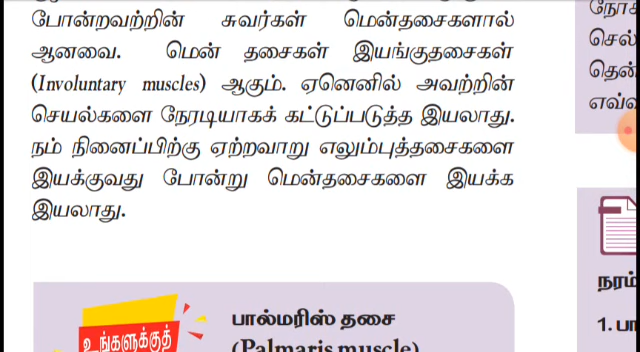 போன்றவற்றின் சுவர்கள் மென்தசைகளால்
ஆனவை. மென் தசைகள் இயங்குதசைகள்
(Involuntary muscles) ஆகும். ஏனெனில் அவற்றின்
செயல்களை நேரடியாகக் கட்டுப்படுத்த இயலாது.
நம் நினைப்பிற்கு ஏற்றவாறு எலும்புத்தசைகளை
இயக்குவது போன்று மென்தசைகளை இயக்க
இயலாது.
உங்களுக்குத்
பால்மரிஸ் தசை
(Palmaris muscle)
செல்
தென்
நரம்
1. பா